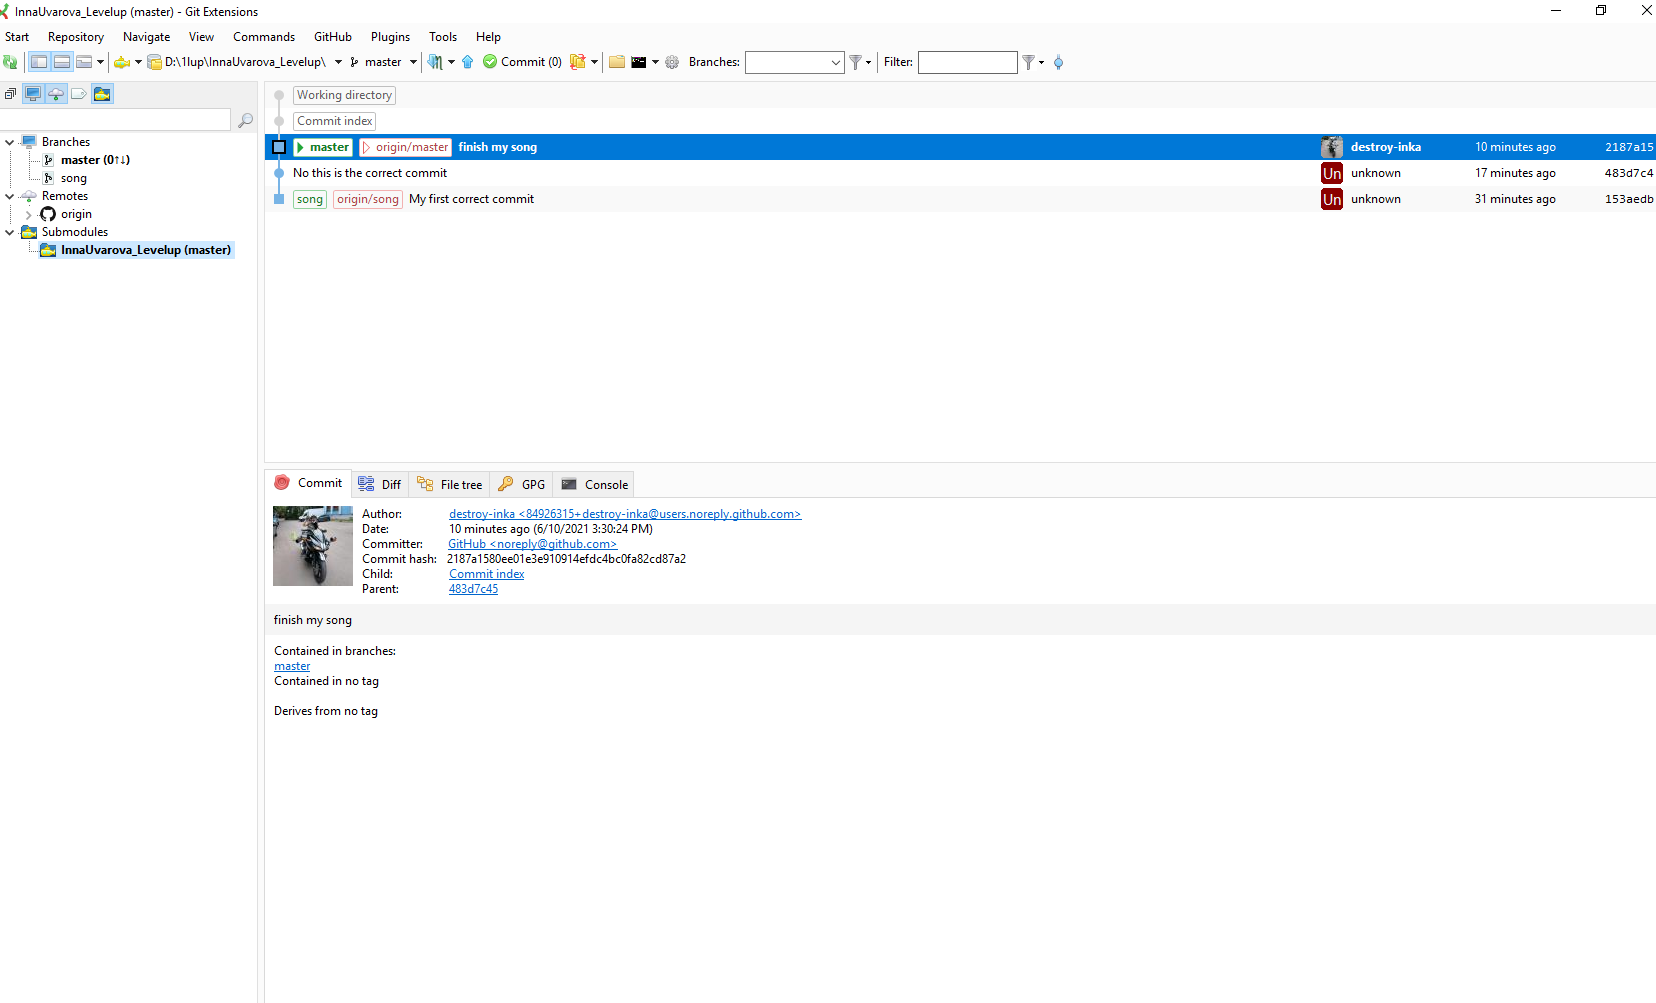 InnaUvarova_Levelup (master) - Git Extensions
Start Repository Navigate View Commands GitHub Plugins Tools Help
D:\1lup\InnaUvarova_Levelup\ master Commit (0) Branches: Filter:
Branches
master (0↑↓)
song
Remotes
origin
Submodules
InnaUvarova_Levelup (master)
Working directory
Commit index
master origin/master finish my song destroy-inka 10 minutes ago 2187a15
No this is the correct commit Un unknown 17 minutes ago 483d7c4
song origin/song My first correct commit Un unknown 31 minutes ago 153aedb
Commit Diff File tree GPG Console
Author: destroy-inka <84926315+destroy-inka@users.noreply.github.com>
Date: 10 minutes ago (6/10/2021 3:30:24 PM)
Committer: GitHub <noreply@github.com>
Commit hash: 2187a1580ee01e3e910914efdc4bc0fa82cd87a2
Child: Commit index
Parent: 483d7c45
finish my song
Contained in branches:
master
Contained in no tag
Derives from no tag